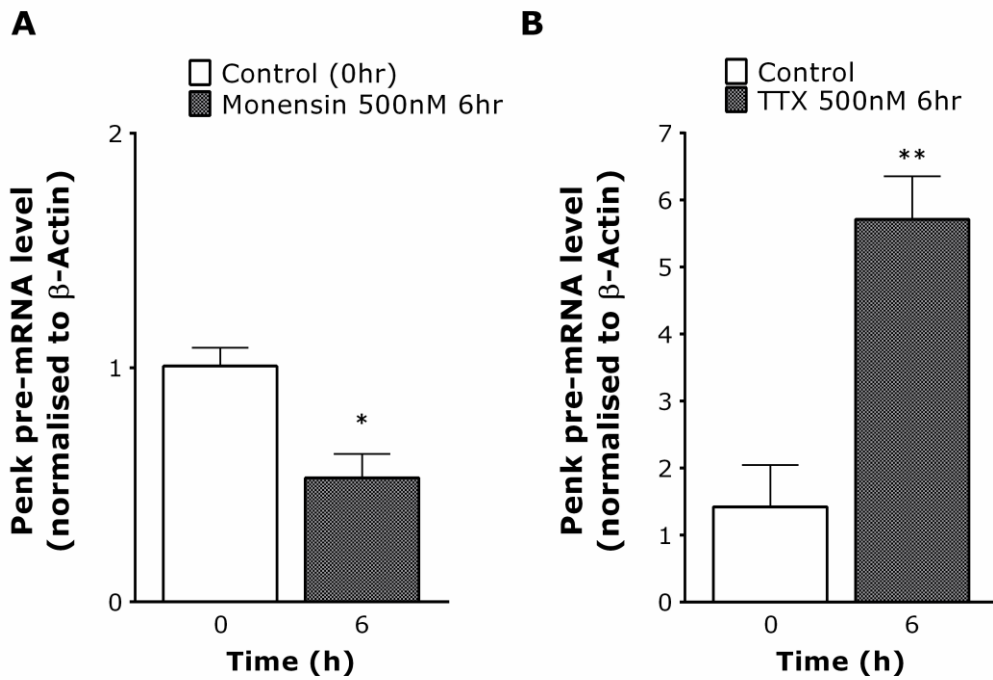 A
Control (0hr)
Monensin 500nM 6hr
Penk pre-mRNA level
(normalised to β-Actin)
2
1
0
*
0 6
Time (h)
B
Control
TTX 500nM 6hr
Penk pre-mRNA level
(normalised to β-Actin)
7
6
5
4
3
2
1
0
**
0 6
Time (h)